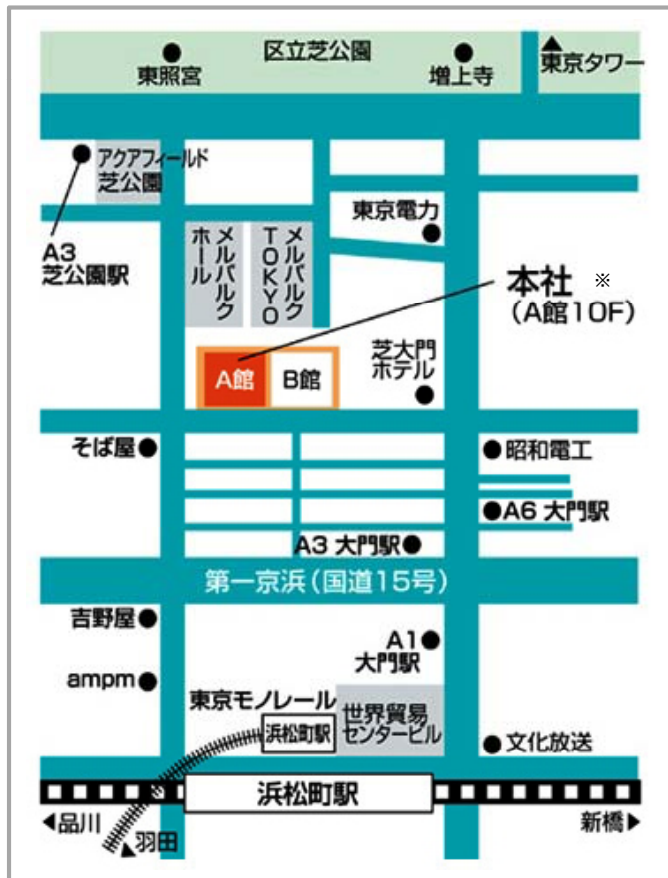 区立芝公園
東照宮
増上寺
▲
東京タワー
アクアフィールド
芝公園
A3
芝公園駅
メルパルク
ホール
メルパルク
TOKYO
東京電力
本社 ※
(A館10F)
芝大門
ホテル
A館
B館
そば屋
昭和電工
A6 大門駅
A3 大門駅
第一京浜(国道15号)
吉野屋
A1
大門駅
ampm
東京モノレール
浜松町駅
世界貿易
センタービル
文化放送
浜松町駅
◀品川
▲羽田
新橋▶